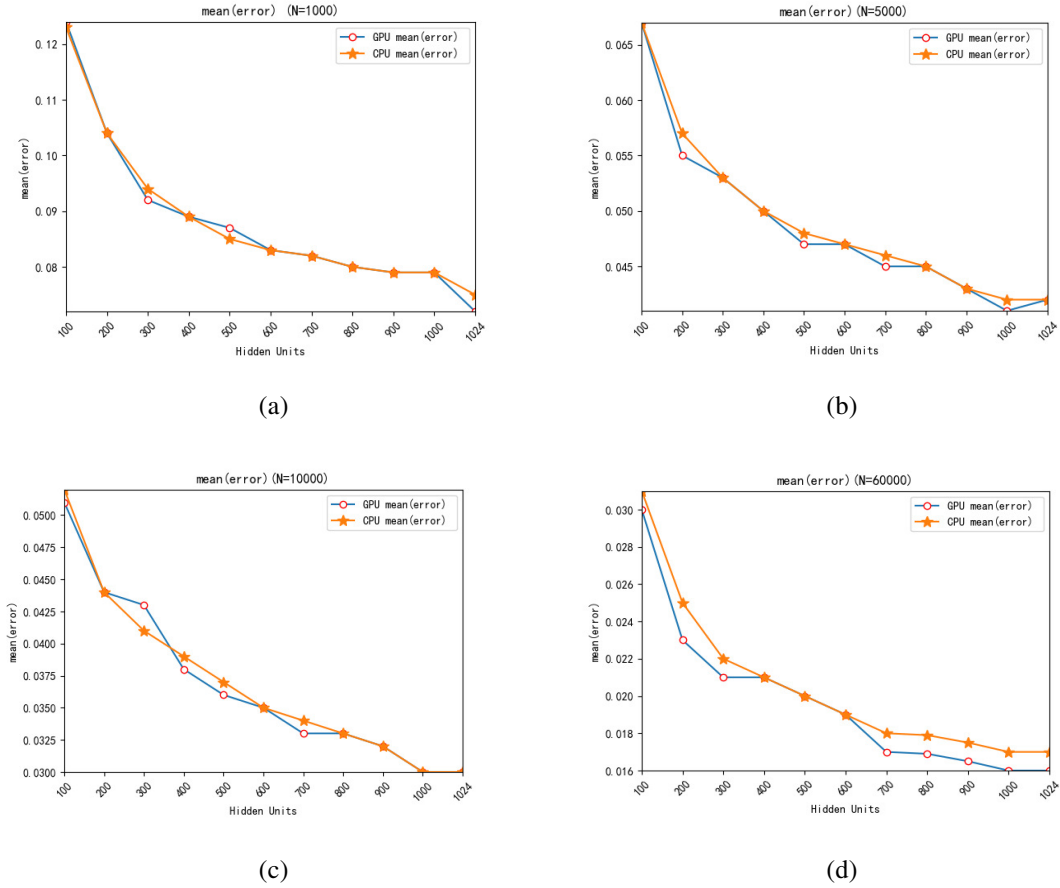 mean(error) (N=1000)
GPU mean(error)
CPU mean(error)
mean(error)
0.12
0.11
0.10
0.09
0.08
100 200 300 400 500 600 700 800 900 1000 1024
Hidden Units
(a)
mean(error)(N=5000)
GPU mean(error)
CPU mean(error)
mean(error)
0.065
0.060
0.055
0.050
0.045
100 200 300 400 500 600 700 800 900 1000 1024
Hidden Units
(b)
mean(error)(N=10000)
GPU mean(error)
CPU mean(error)
mean(error)
0.0500
0.0475
0.0450
0.0425
0.0400
0.0375
0.0350
0.0325
0.0300
100 200 300 400 500 600 700 800 900 1000 1024
Hidden Units
(c)
mean(error)(N=60000)
GPU mean(error)
CPU mean(error)
mean(error)
0.030
0.028
0.026
0.024
0.022
0.020
0.018
0.016
100 200 300 400 500 600 700 800 900 1000 1024
Hidden Units
(d)